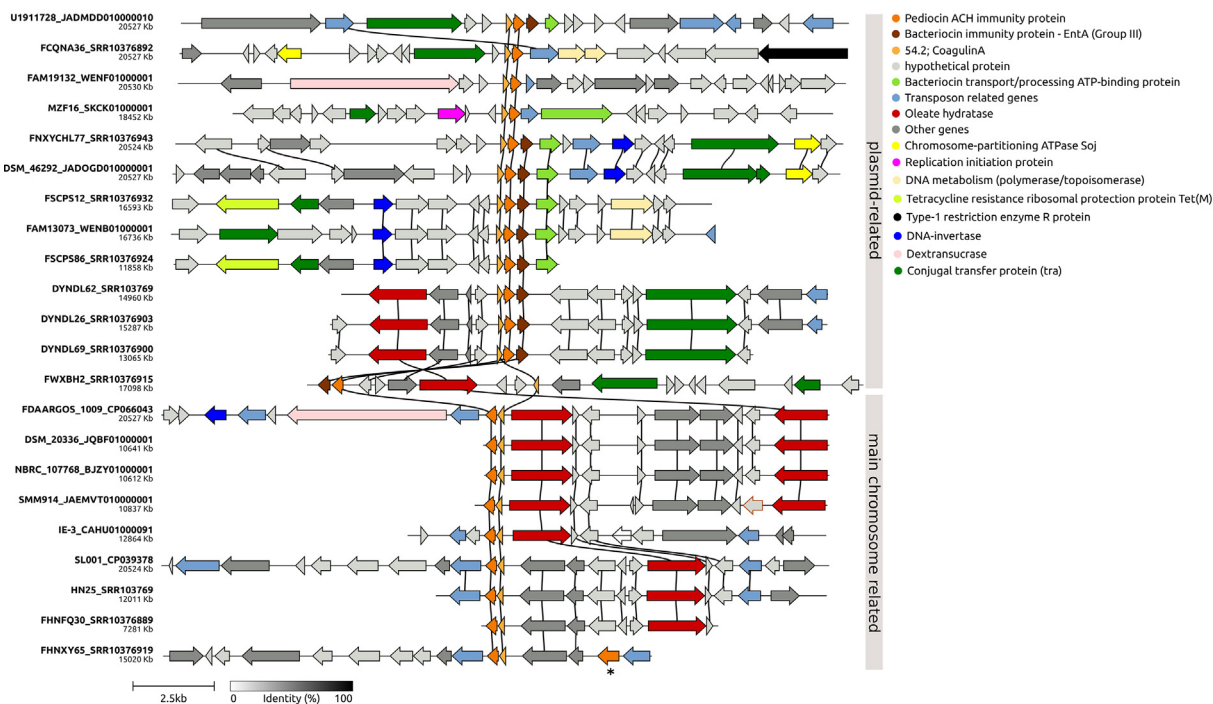 U1911728_JADMDD010000010
20527 Kb
FCQNA36_SRR10376892
20527 Kb
FAM19132_WENF01000001
20530 Kb
MZF16_SKCK01000001
18452 Kb
FNXYCHL77_SRR10376943
20524 Kb
DSM_46292_JADOGD010000001
20527 Kb
FSCPS12_SRR10376932
16593 Kb
FAM13073_WENB01000001
16736 Kb
FSCPS86_SRR10376924
11858 Kb
DYNDL62_SRR103769
14960 Kb
DYNDL26_SRR10376903
15287 Kb
DYNDL69_SRR10376900
13065 Kb
FWXBH2_SRR10376915
17098 Kb
FDAARGOS_1009_CP066043
20527 Kb
DSM_20336_JQBF01000001
10641 Kb
NBRC_107768_BJZY01000001
10612 Kb
SMM914_JAEMVT010000001
10837 Kb
IE-3_CAHU01000091
12864 Kb
SL001_CP039378
20524 Kb
HN25_SRR103769
12011 Kb
FHNFQ30_SRR10376889
7281 Kb
FHNXY65_SRR10376919
15020 Kb
*
2.5kb
0 Identity (%) 100
plasmid-related
main chromosome related
Pediocin ACH immunity protein
Bacteriocin immunity protein - EntA (Group III)
54.2; CoagulinA
hypothetical protein
Bacteriocin transport/processing ATP-binding protein
Transposon related genes
Oleate hydratase
Other genes
Chromosome-partitioning ATPase Soj
Replication initiation protein
DNA metabolism (polymerase/topoisomerase)
Tetracycline resistance ribosomal protection protein Tet(M)
Type-1 restriction enzyme R protein
DNA-invertase
Dextransucrase
Conjugal transfer protein (tra)